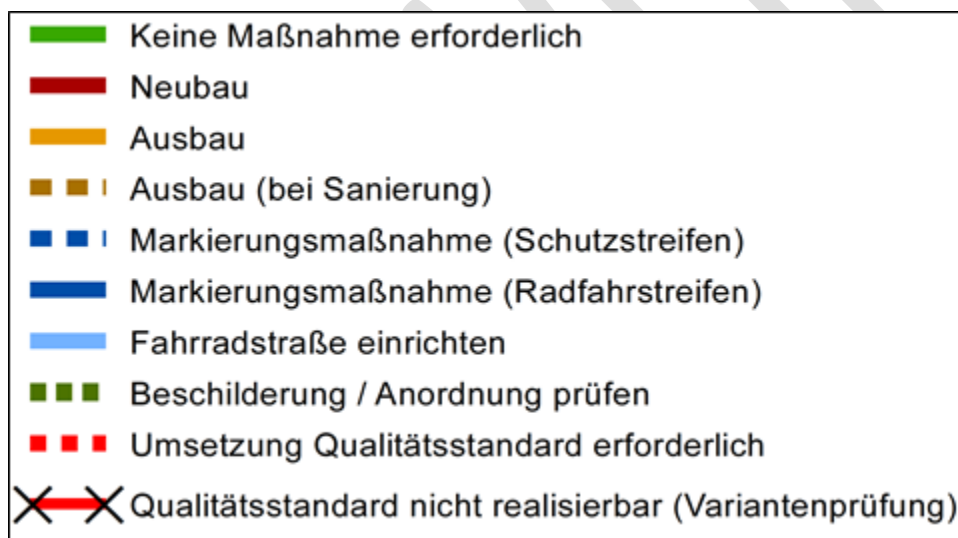 Keine Maßnahme erforderlich
Neubau
Ausbau
Ausbau (bei Sanierung)
Markierungsmaßnahme (Schutzstreifen)
Markierungsmaßnahme (Radfahrstreifen)
Fahrradstraße einrichten
Beschilderung / Anordnung prüfen
Umsetzung Qualitätsstandard erforderlich
Qualitätsstandard nicht realisierbar (Variantenprüfung)